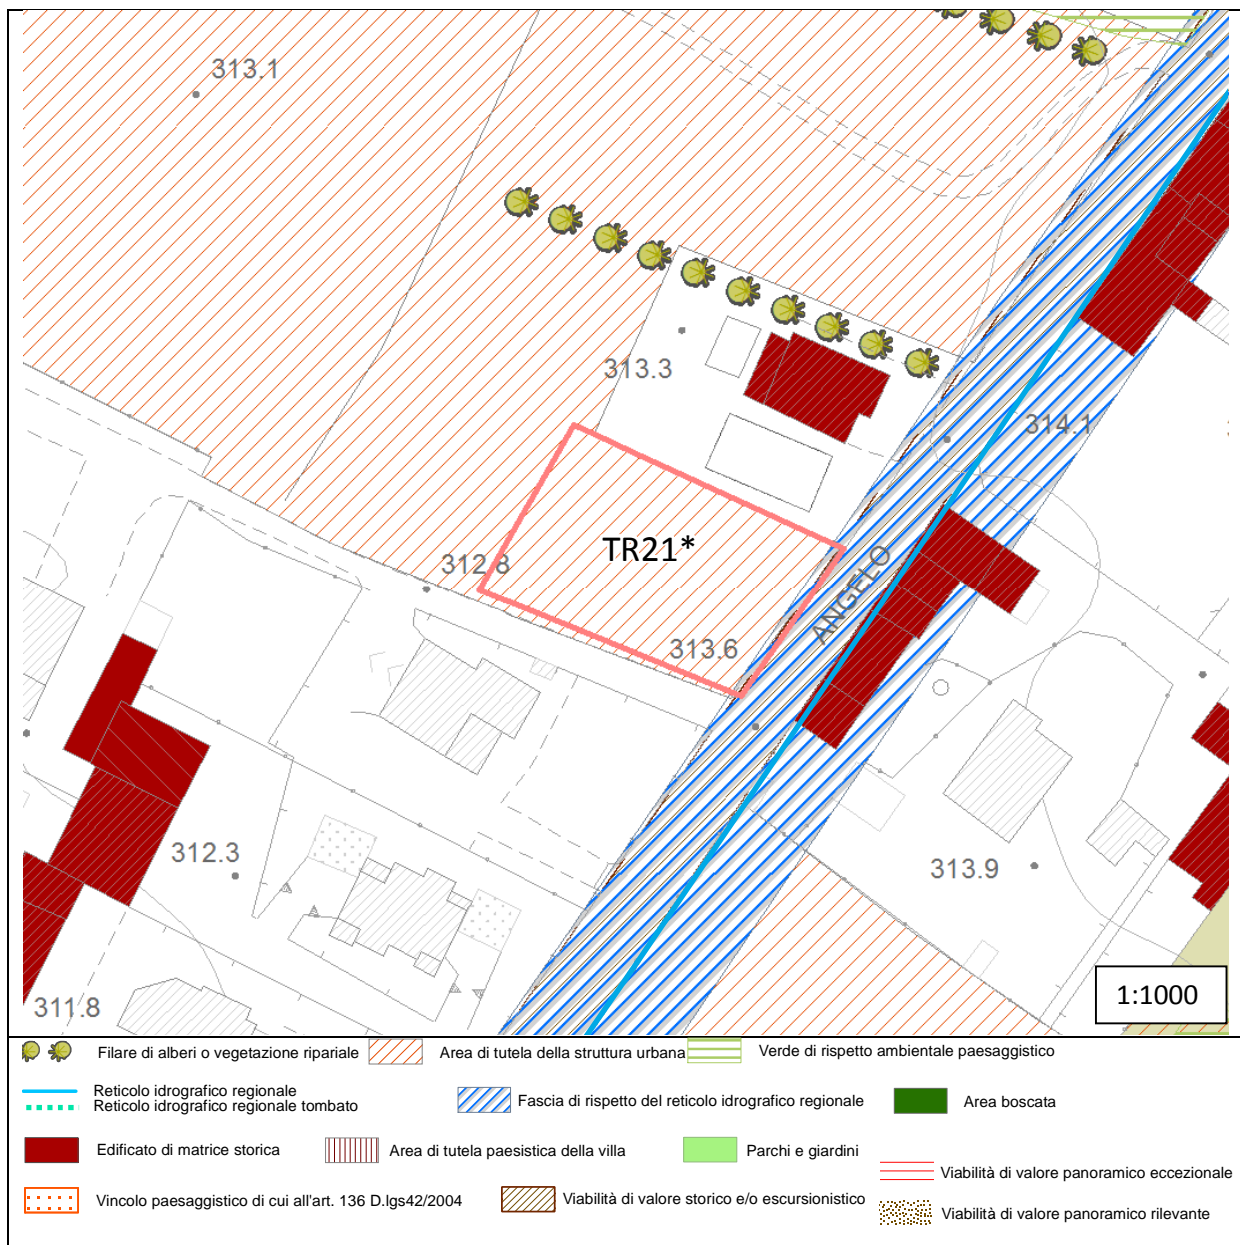 313.1
313.3
314.1
312.8
TR21*
ANGELO
313.6
312.3
313.9
311.8
1:1000
Filare di alberi o vegetazione ripariale
Area di tutela della struttura urbana
Verde di rispetto ambientale paesaggistico
Reticolo idrografico regionale
Reticolo idrografico regionale tombato
Fascia di rispetto del reticolo idrografico regionale
Area boscata
Edificato di matrice storica
Area di tutela paesistica della villa
Parchi e giardini
Viabilità di valore panoramico eccezionale
Vincolo paesaggistico di cui all'art. 136 D.lgs42/2004
Viabilità di valore storico e/o escursionistico
Viabilità di valore panoramico rilevante